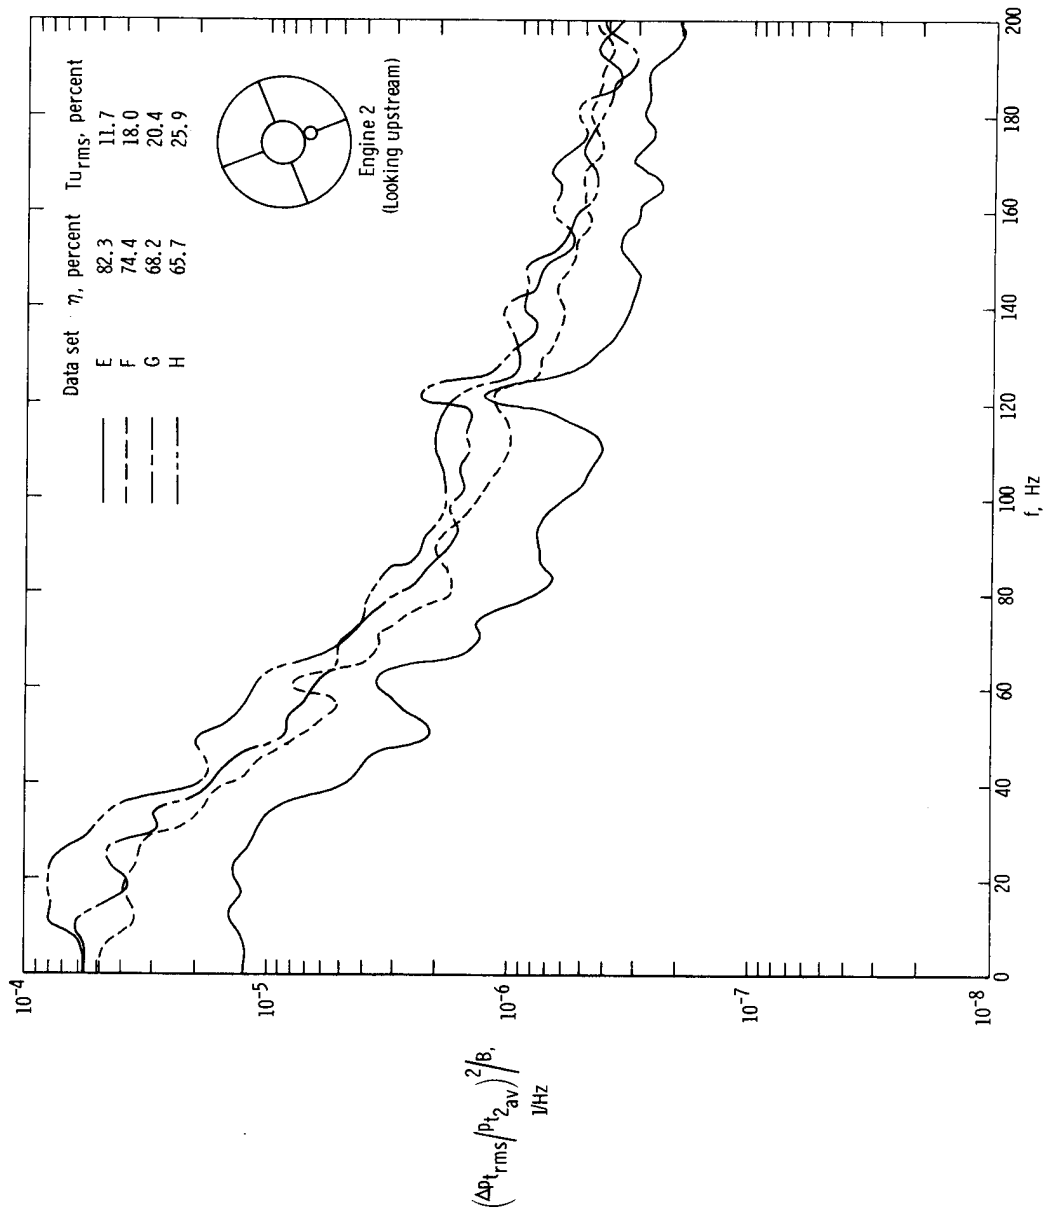 Data set η, percent Tu_rms, percent
E 82.3 11.7
F 74.4 18.0
G 68.2 20.4
H 65.7 25.9
Engine 2
(Looking upstream)
10^-4
10^-5
10^-6
10^-7
10^-8
(Δp_t_rms/p_t_2_av)^2/B,
1/Hz
0 20 40 60 80 100 120 140 160 180 200
f, Hz